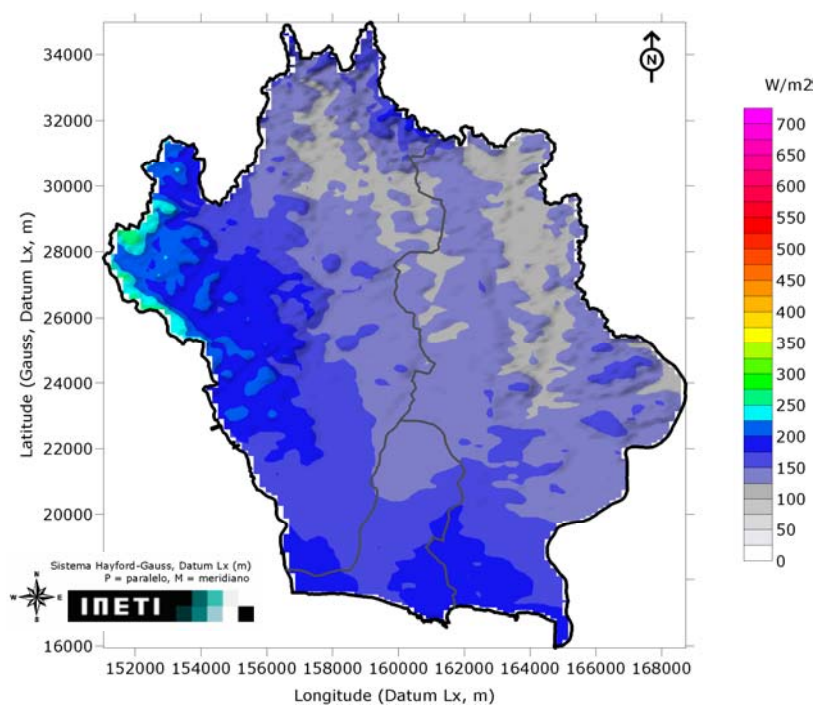 W/m2
34000
32000
30000
28000
26000
24000
22000
20000
16000
Latitude (Gauss, Datum Lx, m)
N
700
650
600
550
500
450
400
350
300
250
200
150
100
50
0
Sistema Hayford-Gauss, Datum Lx (m)
P = paralelo, M = meridiano
N
W
E
S
INETI
152000 154000 156000 158000 160000 162000 164000 166000 168000
Longitude (Datum Lx, m)